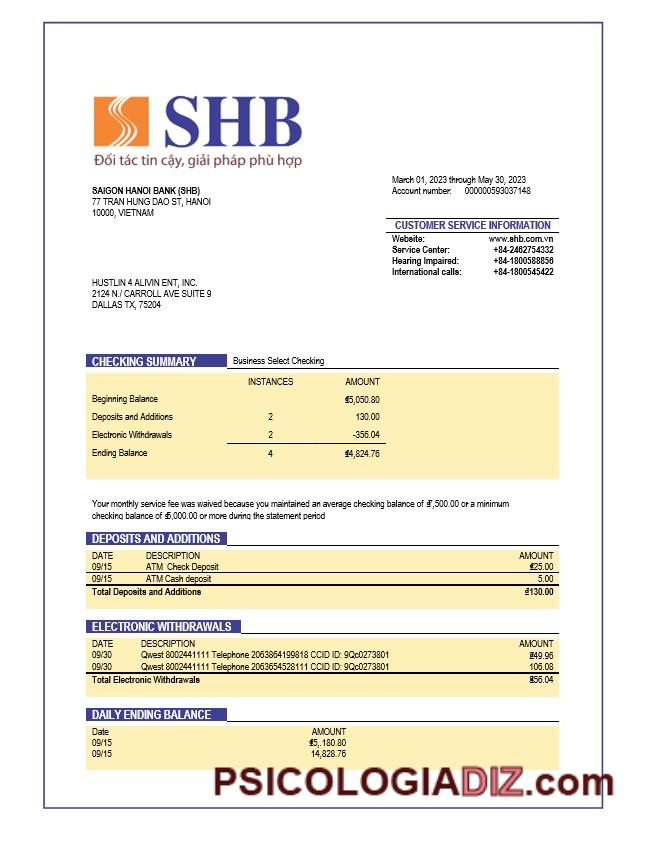 SHB
Đối tác tin cậy, giải pháp phù hợp
March 01, 2023 through May 30, 2023
Account number: 000000593037148
SAIGON HANOI BANK (SHB)
77 TRAN HUNG DAO ST, HANOI
10000, VIETNAM
CUSTOMER SERVICE INFORMATION
Website: www.shb.com.vn
Service Center: +84-2462754332
Hearing Impaired: +84-1800588856
International calls: +84-1800545422
HUSTLIN 4 ALIVIN ENT, INC.
2124 N./ CARROLL AVE SUITE 9
DALLAS TX, 75204
CHECKING SUMMARY Business Select Checking
INSTANCES AMOUNT
Beginning Balance ₫5,050.80
Deposits and Additions 2 130.00
Electronic Withdrawals 2 -356.04
Ending Balance 4 ₫4,824.76
Your monthly service fee was waived because you maintained an average checking balance of ₫7,500.00 or a minimum
checking balance of ₫5,000.00 or more during the statement period
DEPOSITS AND ADDITIONS
DATE DESCRIPTION AMOUNT
09/15 ATM Check Deposit ₫25.00
09/15 ATM Cash deposit 5.00
Total Deposits and Additions ₫130.00
ELECTRONIC WITHDRAWALS
DATE DESCRIPTION AMOUNT
09/30 Qwest 8002441111 Telephone 2063864199818 CCID ID: 9Qc0273801
09/30 Qwest 8002441111 Telephone 2063654528111 CCID ID: 9Qc0273801 106.08
Total Electronic Withdrawals
DAILY ENDING BALANCE
Date AMOUNT
09/15 ₫5,.180.80
09/15 14,828.76
PSICOLOGIADIZ.com